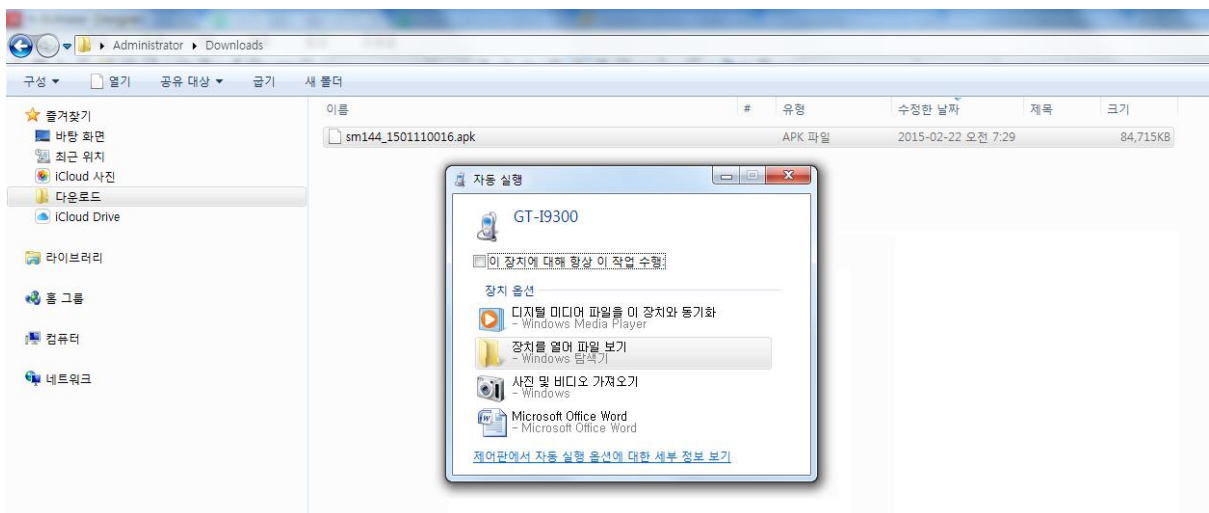 Administrator ▸ Downloads
구성 열기 공유 대상 굽기 새 폴더
이름 # 유형 수정한 날짜 제목 크기
즐겨찾기
바탕 화면
최근 위치
iCloud 사진
다운로드
iCloud Drive
라이브러리
홈 그룹
컴퓨터
네트워크
sm144_1501110016.apk APK 파일 2015-02-22 오전 7:29 84,715KB
자동 실행
GT-I9300
이 장치에 대해 항상 이 작업 수행:
장치 옵션
디지털 미디어 파일을 이 장치와 동기화
- Windows Media Player
장치를 열어 파일 보기
- Windows 탐색기
사진 및 비디오 가져오기
- Windows
Microsoft Office Word
- Microsoft Office Word
제어판에서 자동 실행 옵션에 대한 세부 정보 보기